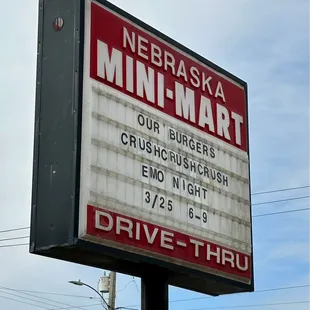 NEBRASKA
MINI-MART
OUR BURGERS
CRUSHCRUSHCRUSH
EMO NIGHT
3/25 6-9
DRIVE-THRU